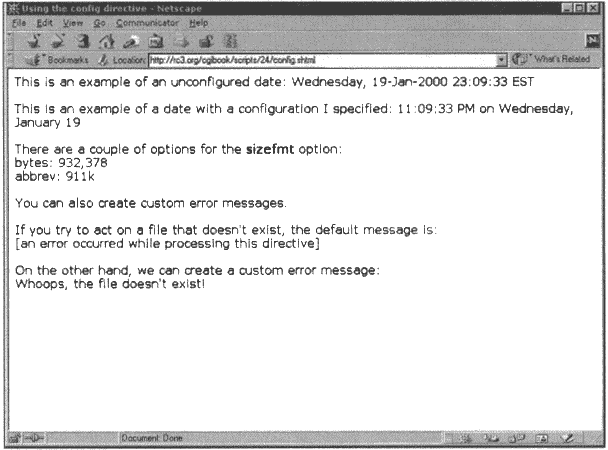 Using the config directive - Netscape
File Edit View Go Communicator Help
Bookmarks Location: http://rc3.org/cgibook/scripts/24/config.shtml What's Related
This is an example of an unconfigured date: Wednesday, 19-Jan-2000 23:09:33 EST
This is an example of a date with a configuration I specified: 11:09:33 PM on Wednesday,
January 19
There are a couple of options for the sizefmt option:
bytes: 932,378
abbrev: 911k
You can also create custom error messages.
If you try to act on a file that doesn't exist, the default message is:
[an error occurred while processing this directive]
On the other hand, we can create a custom error message:
Whoops, the file doesn't exist!
Document: Done